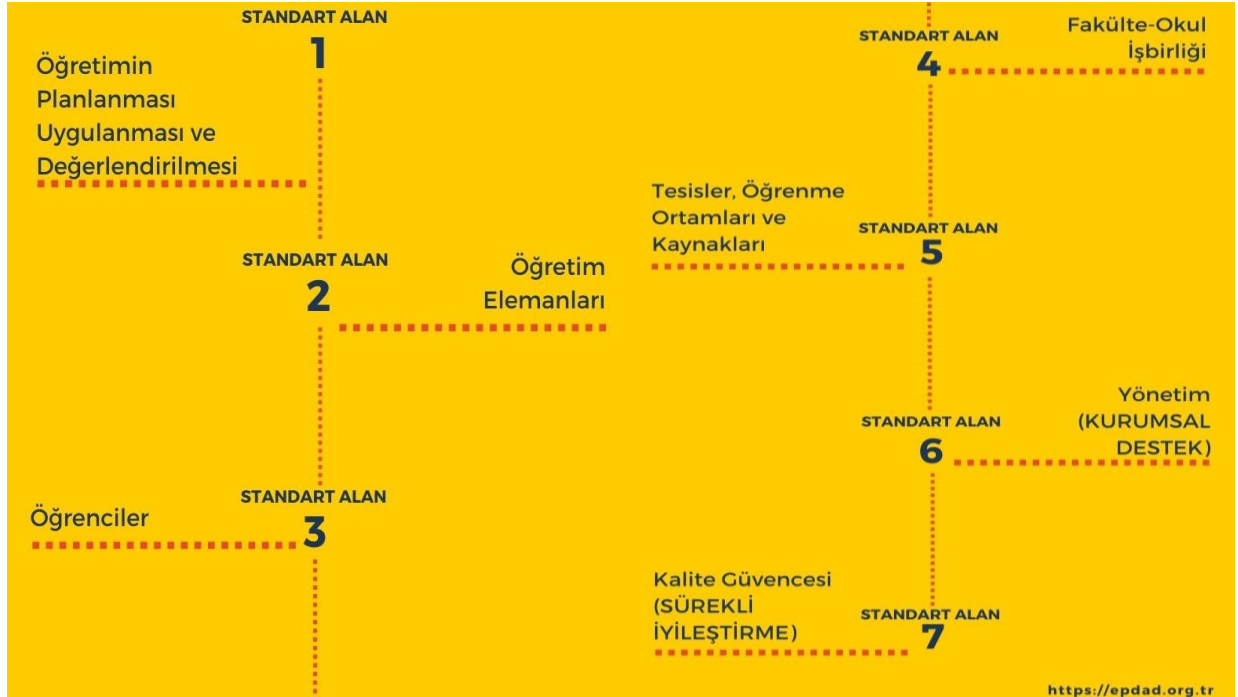 STANDART ALAN
1
Öğretimin
Planlanması
Uygulanması ve
Değerlendirilmesi
STANDART ALAN
2
Öğretim
Elemanları
STANDART ALAN
3
Öğrenciler
STANDART ALAN
4
Fakülte-Okul
İşbirliği
Tesisler, Öğrenme
Ortamları ve
Kaynakları
STANDART ALAN
5
STANDART ALAN
6
Yönetim
(KURUMSAL
DESTEK)
Kalite Güvencesi
(SÜREKLİ
İYİLEŞTİRME)
STANDART ALAN
7
https://epdad.org.tr